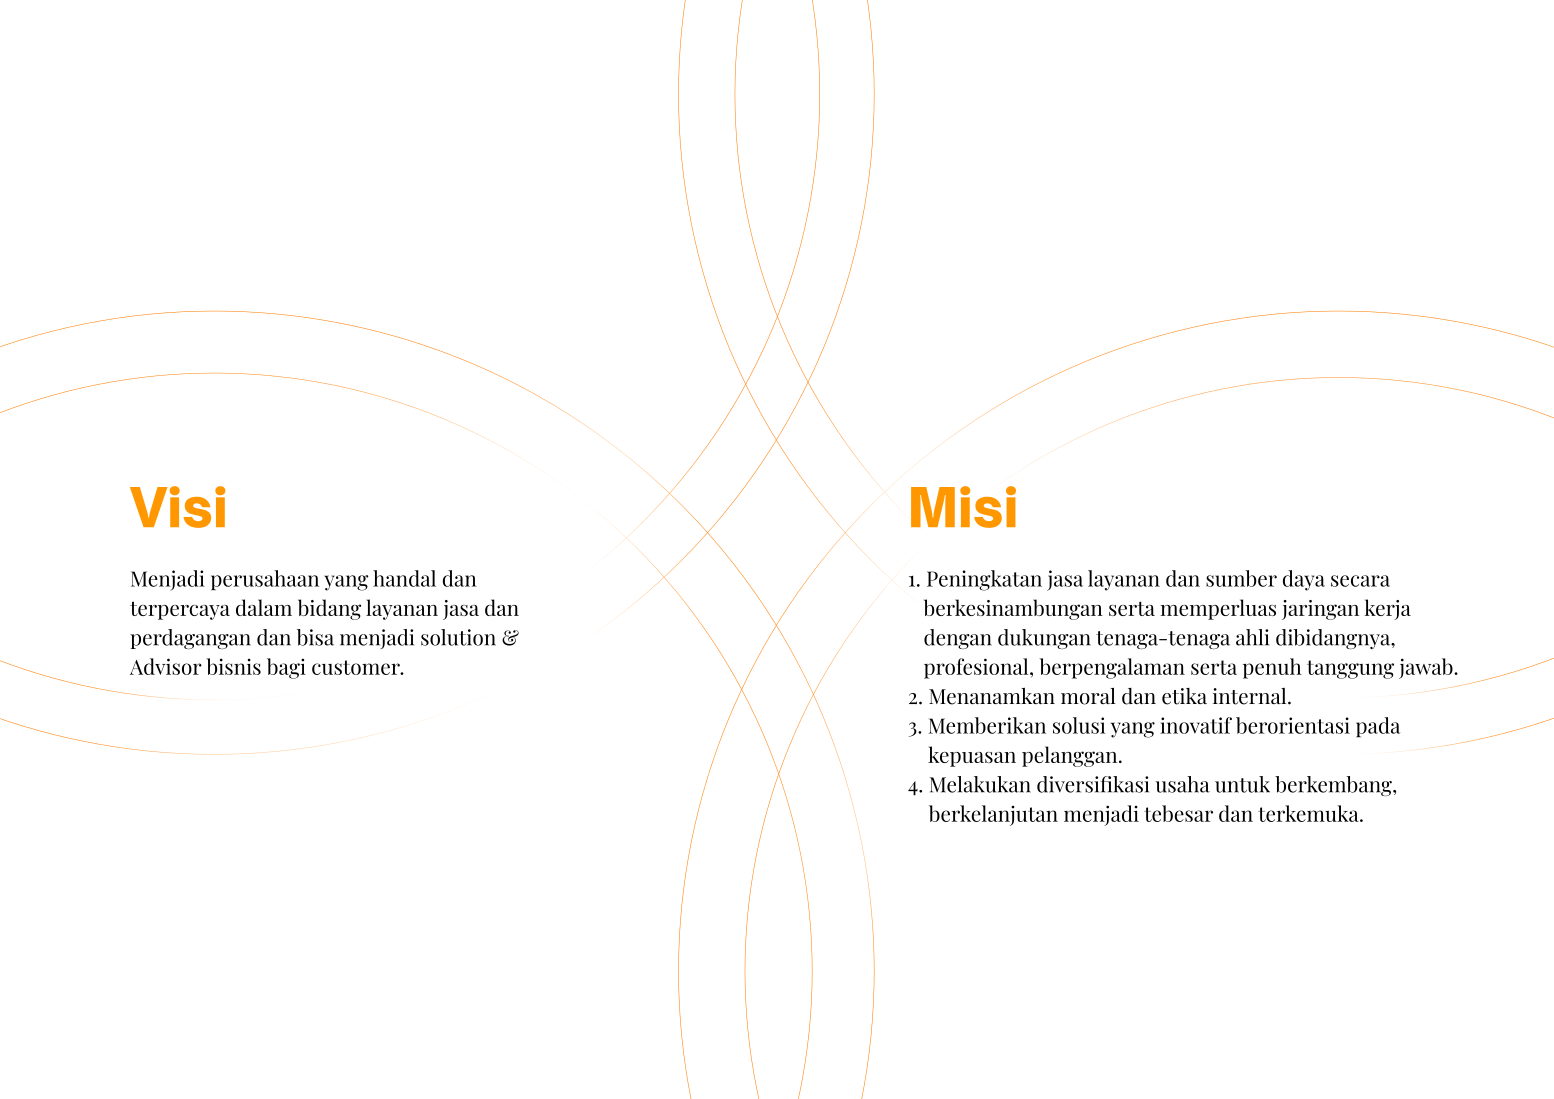 Visi
Menjadi perusahaan yang handal dan
terpercaya dalam bidang layanan jasa dan
perdagangan dan bisa menjadi solution &
Advisor bisnis bagi customer.
Misi
1. Peningkatan jasa layanan dan sumber daya secara
berkesinambungan serta memperluas jaringan kerja
dengan dukungan tenaga-tenaga ahli dibidangnya,
profesional, berpengalaman serta penuh tanggung jawab.
2. Menanamkan moral dan etika internal.
3. Memberikan solusi yang inovatif berorientasi pada
kepuasan pelanggan.
4. Melakukan diversifikasi usaha untuk berkembang,
berkelanjutan menjadi tebesar dan terkemuka.